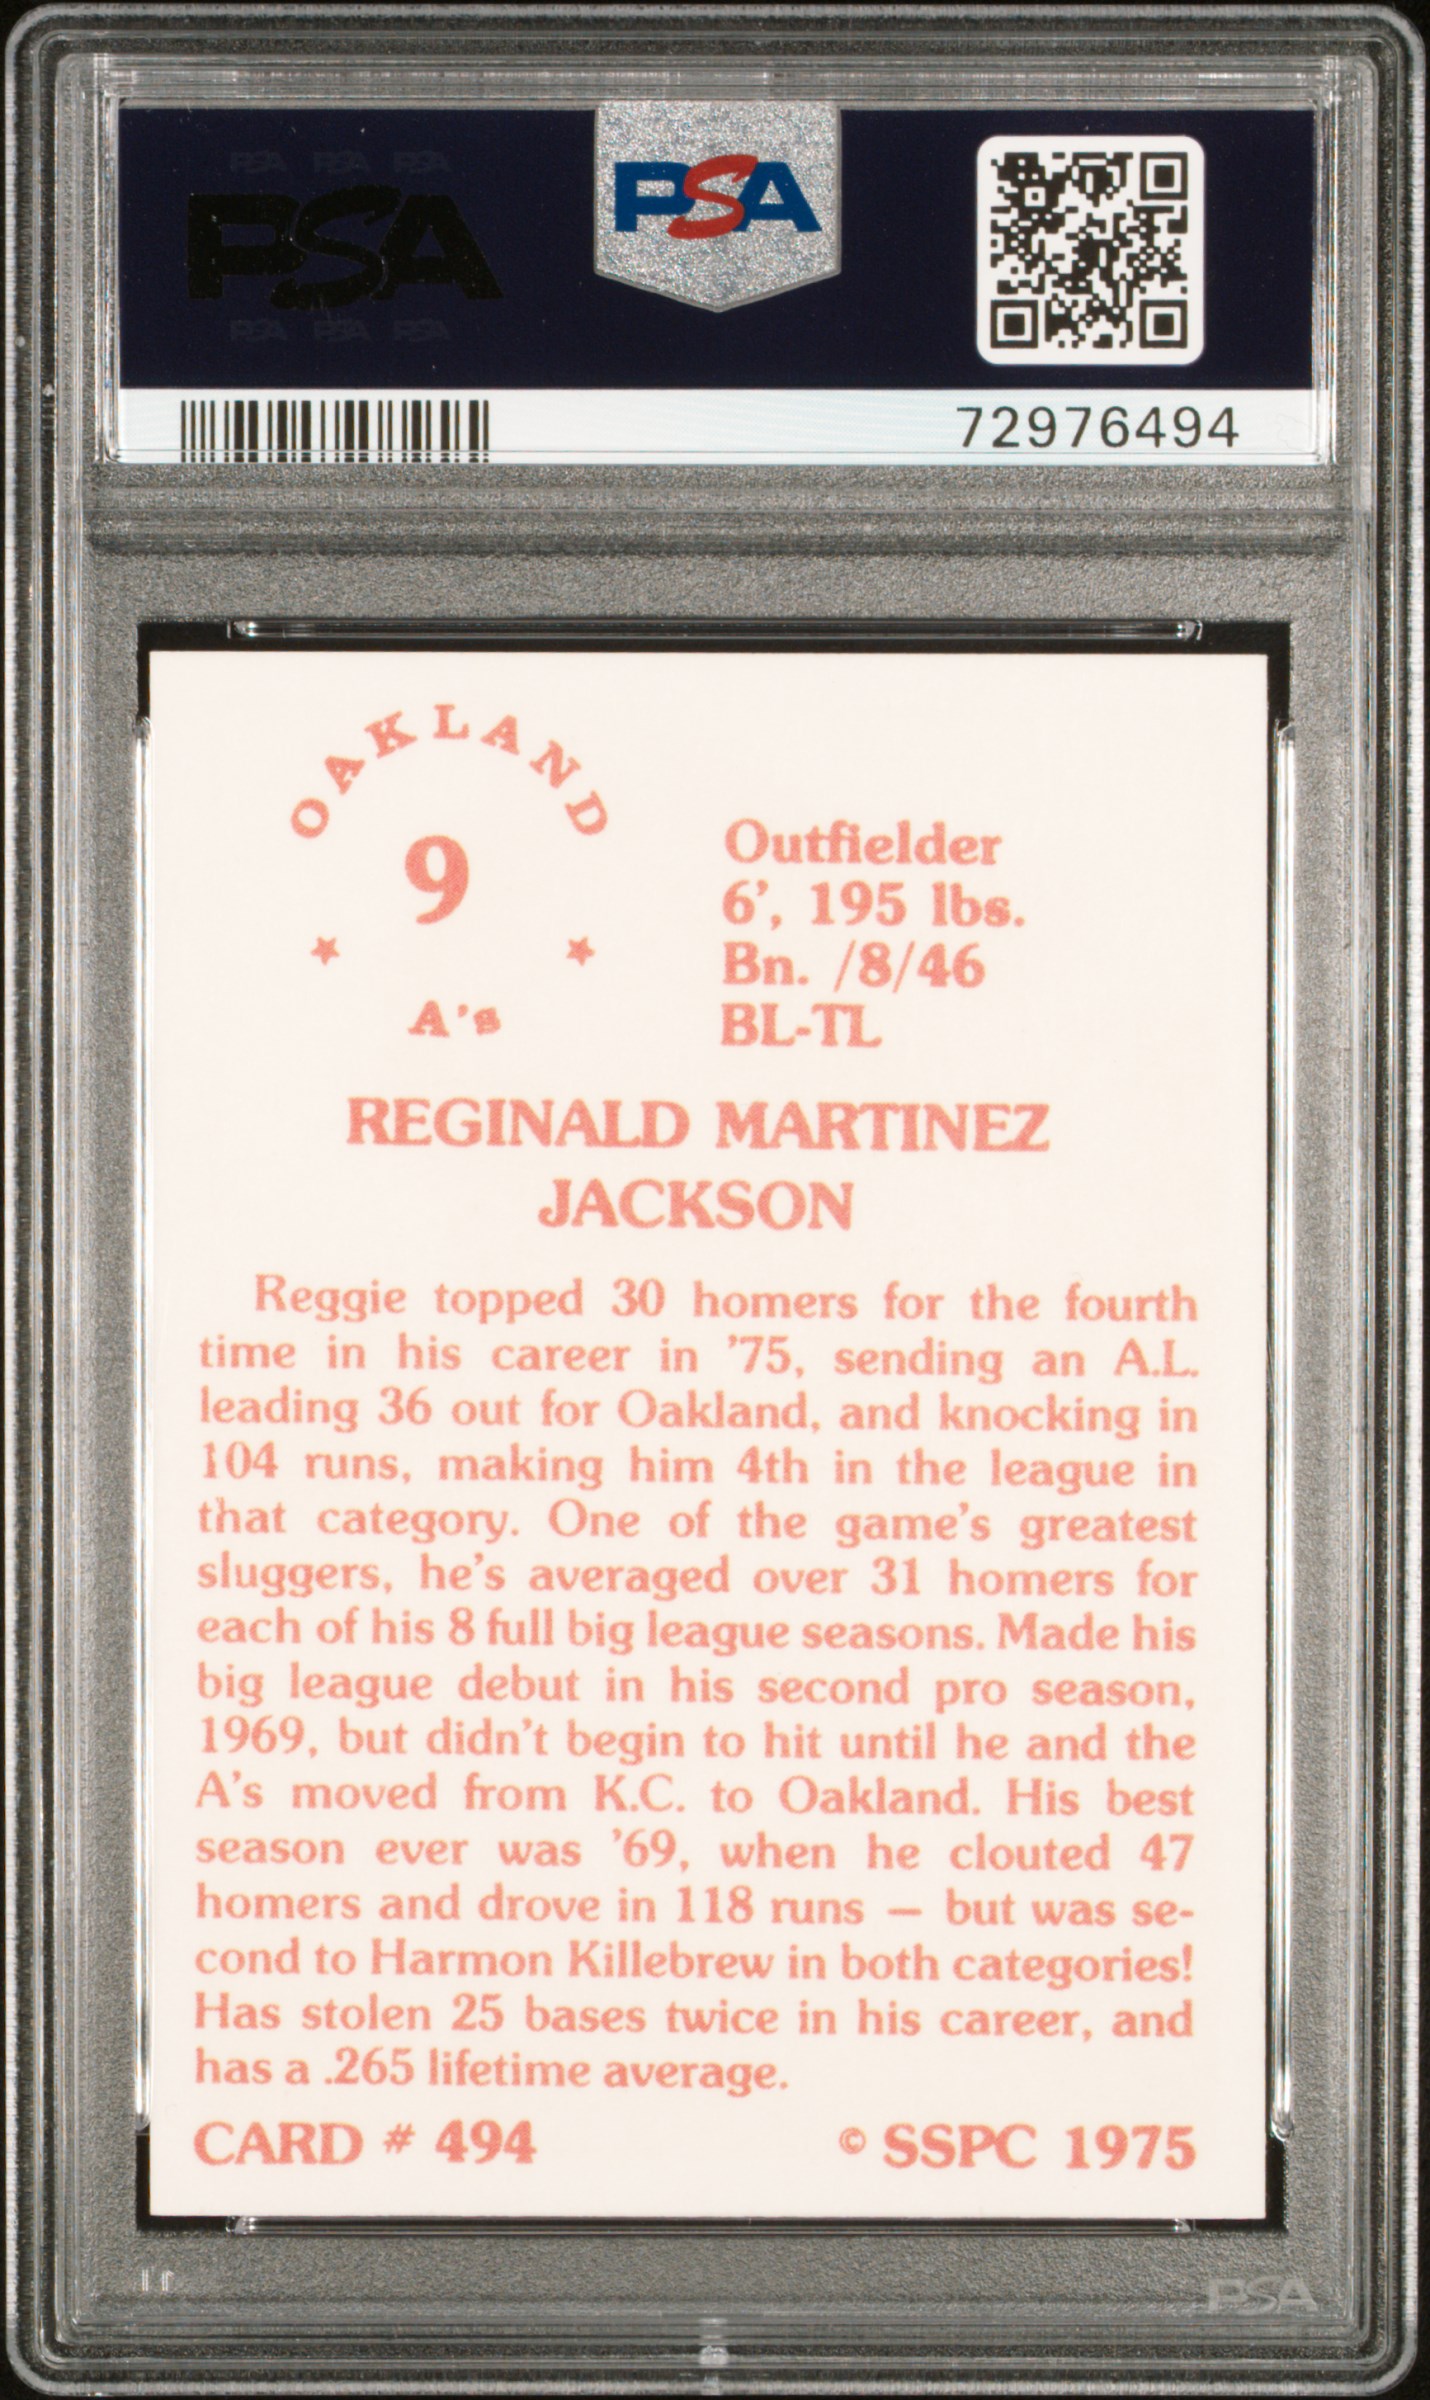 PSA PSA PSA
PSA
PSA PSA PSA
PSA
72976494
OAKLAND
9
A's
Outfielder
6', 195 lbs.
Bn. /8/46
BL-TL
REGINALD MARTINEZ
JACKSON
Reggie topped 30 homers for the fourth
time in his career in '75, sending an A.L.
leading 36 out for Oakland, and knocking in
104 runs, making him 4th in the league in
that category. One of the game's greatest
sluggers, he's averaged over 31 homers for
each of his 8 full big league seasons. Made his
big league debut in his second pro season,
1969, but didn't begin to hit until he and the
A's moved from K.C. to Oakland. His best
season ever was '69, when he clouted 47
homers and drove in 118 runs — but was se-
cond to Harmon Killebrew in both categories!
Has stolen 25 bases twice in his career, and
has a .265 lifetime average.
CARD # 494
© SSPC 1975
PSA